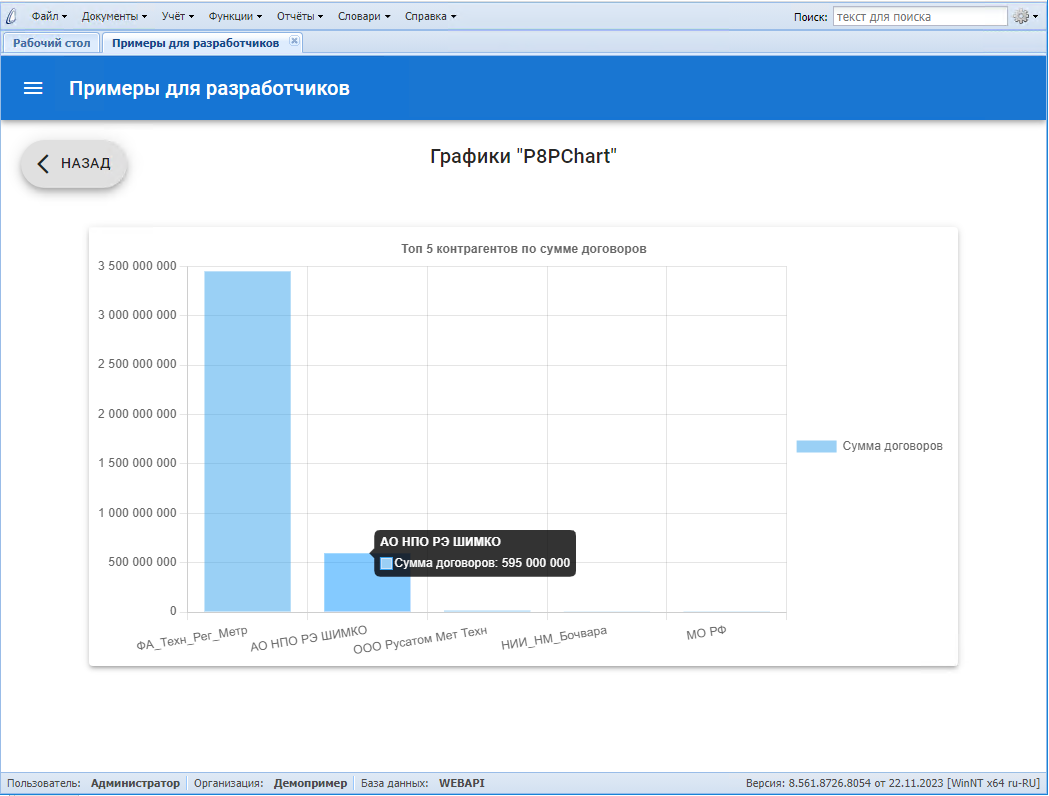 Файл Документы Учёт Функции Отчёты Словари Справка Поиск: текст для поиска
Рабочий стол Примеры для разработчиков
Примеры для разработчиков
НАЗАД
Графики "P8PChart"
Топ 5 контрагентов по сумме договоров
3 500 000 000
3 000 000 000
2 500 000 000
2 000 000 000
1 500 000 000
1 000 000 000
500 000 000
0
Сумма договоров
АО НПО РЭ ШИМКО
Сумма договоров: 595 000 000
ФА_Техн_Рег_Метр
АО НПО РЭ ШИМКО
ООО Русатом Мет Техн
НИИ_НМ_Бочвара
МО РФ
Пользователь: Администратор Организация: Демопример База данных: WEBAPI Версия: 8.561.8726.8054 от 22.11.2023 [WinNT x64 ru-RU]